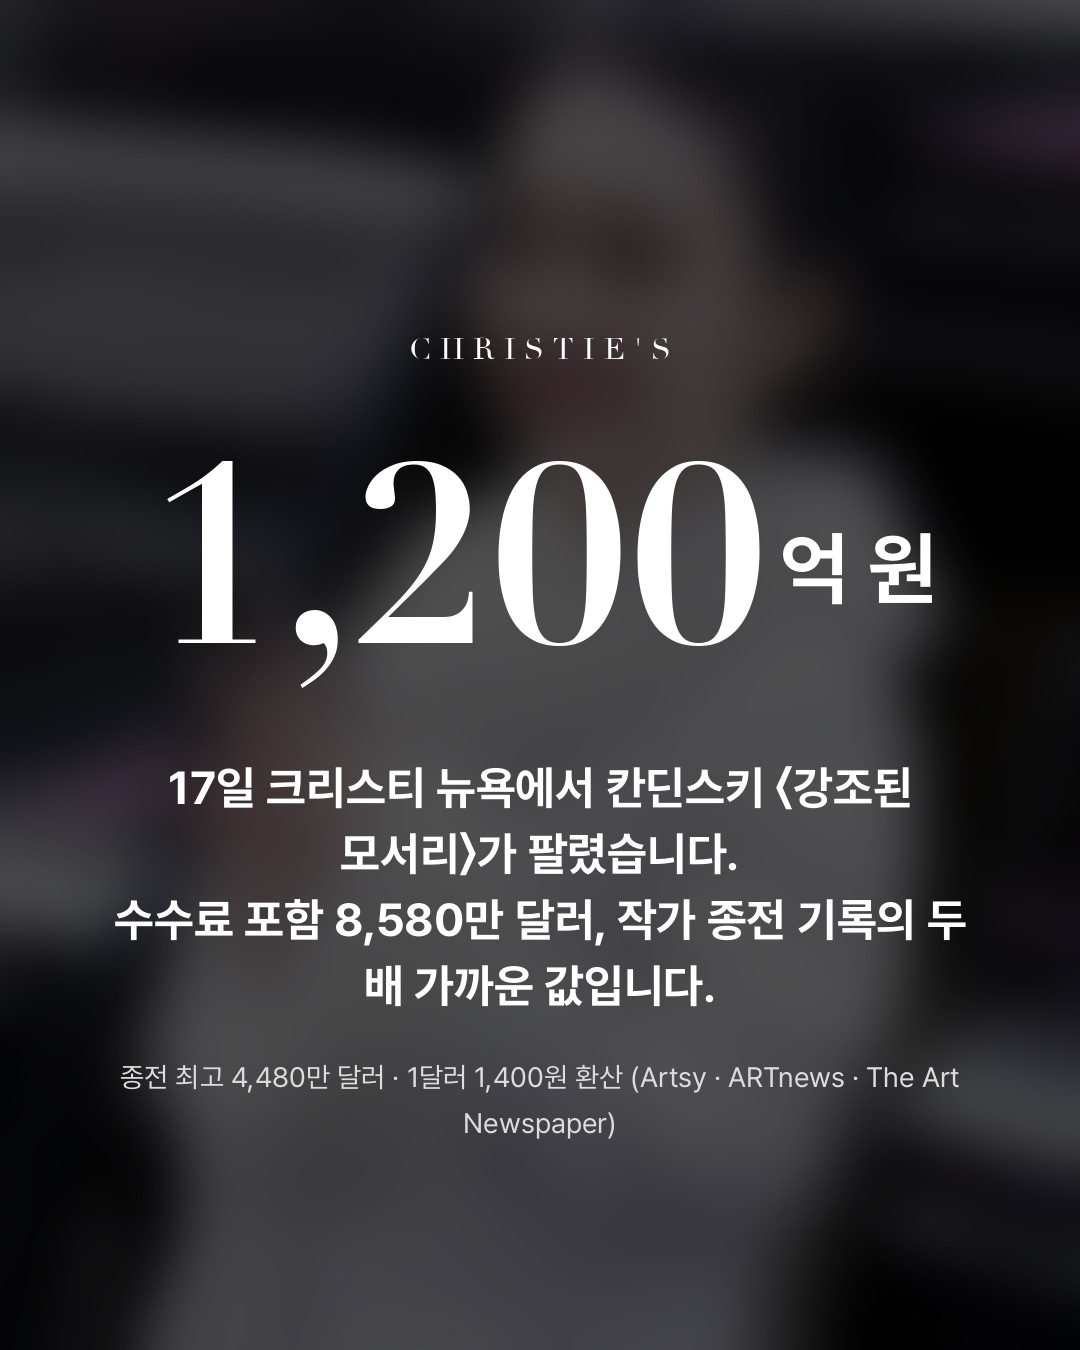 CHRISTIE'S
1,200억 원
17일 크리스티 뉴욕에서 칸딘스키 〈강조된
모서리〉가 팔렸습니다.
수수료 포함 8,580만 달러, 작가 종전 기록의 두
배 가까운 값입니다.
종전 최고 4,480만 달러 · 1달러 1,400원 환산 (Artsy · ARTnews · The Art
Newspaper)